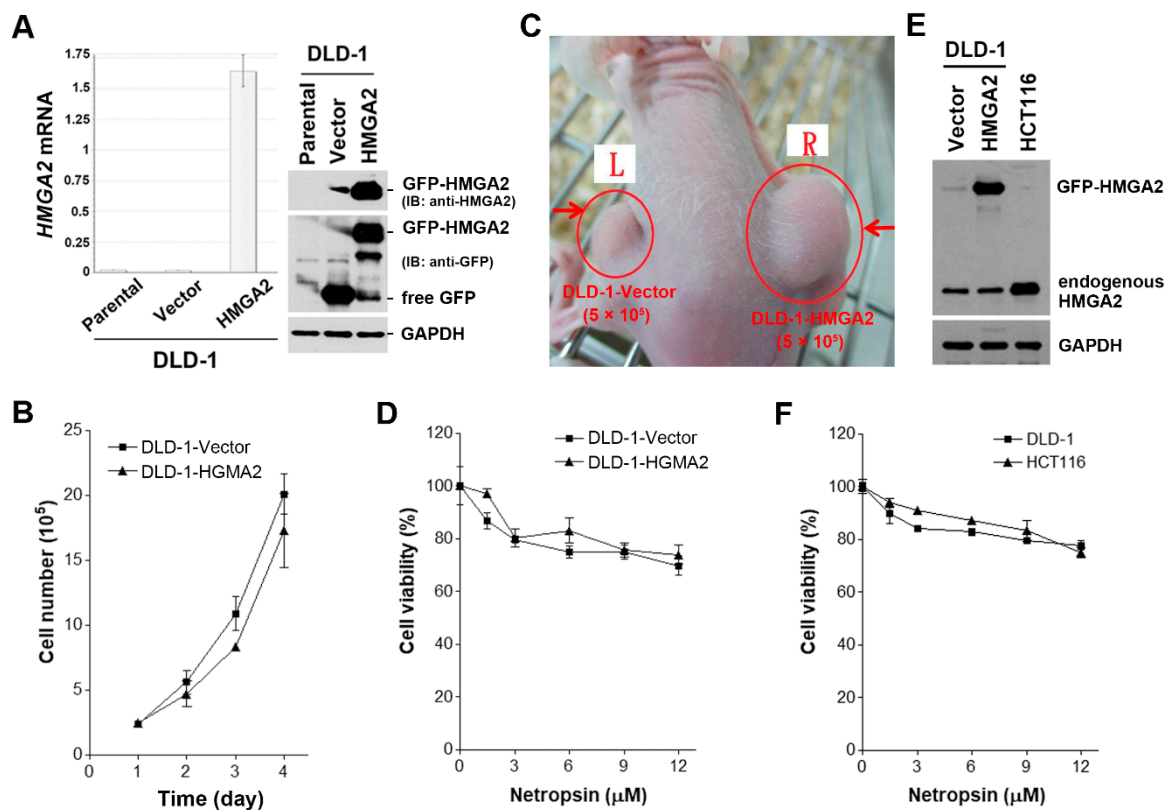 A
HMGA2 mRNA
1.75
1.5
1.25
1
0.75
0.5
0.25
0
Parental
Vector
HMGA2
DLD-1
DLD-1
Parental
Vector
HMGA2
GFP-HMGA2
(IB: anti-HMGA2)
GFP-HMGA2
(IB: anti-GFP)
free GFP
GAPDH
C
L
R
DLD-1-Vector
(5 × 10⁵)
DLD-1-HMGA2
(5 × 10⁵)
E
DLD-1
Vector
HMGA2
HCT116
GFP-HMGA2
endogenous
HMGA2
GAPDH
B
Cell number (10⁵)
25
20
15
10
5
0
DLD-1-Vector
DLD-1-HGMA2
0 1 2 3 4
Time (day)
D
Cell viability (%)
120
100
80
60
40
20
0
DLD-1-Vector
DLD-1-HGMA2
0 3 6 9 12
Netropsin (μM)
F
Cell viability (%)
120
100
80
60
40
20
0
DLD-1
HCT116
0 3 6 9 12
Netropsin (μM)